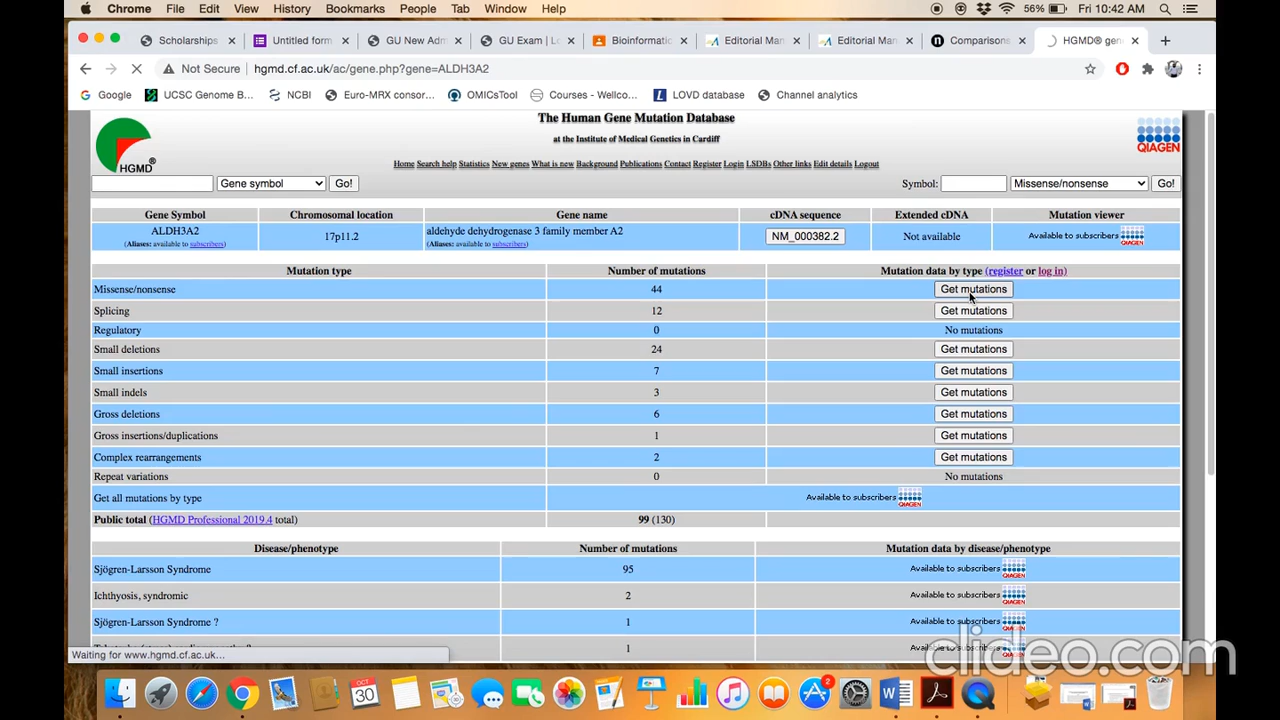 Chrome File Edit View History Bookmarks People Tab Window Help 56% Fri 10:42 AM
Scholarships Untitled form GU New Adm GU Exam | Lo Bioinformatic Editorial Man Editorial Man Comparisons HGMD® gen
Not Secure hgmd.cf.ac.uk/ac/gene.php?gene=ALDH3A2
Google UCSC Genome B... NCBI Euro-MRX consor... OMICsTool Courses - Wellco... LOVD database Channel analytics
The Human Gene Mutation Database
at the Institute of Medical Genetics in Cardiff
HGMD®
QIAGEN
Home Search help Statistics New genes What is new Background Publications Contact Register Login LSDBs Other links Edit details Logout
Gene symbol Go! Symbol: Missense/nonsense Go!
Gene Symbol Chromosomal location Gene name cDNA sequence Extended cDNA Mutation viewer
ALDH3A2 17p11.2 aldehyde dehydrogenase 3 family member A2 NM_000382.2 Not available Available to subscribers QIAGEN
(Aliases: available to subscribers) (Aliases: available to subscribers)
Mutation type Number of mutations Mutation data by type (register or log in)
Missense/nonsense 44 Get mutations
Splicing 12 Get mutations
Regulatory 0 No mutations
Small deletions 24 Get mutations
Small insertions 7 Get mutations
Small indels 3 Get mutations
Gross deletions 6 Get mutations
Gross insertions/duplications 1 Get mutations
Complex rearrangements 2 Get mutations
Repeat variations 0 No mutations
Get all mutations by type Available to subscribers QIAGEN
Public total (HGMD Professional 2019.4 total) 99 (130)
Disease/phenotype Number of mutations Mutation data by disease/phenotype
Sjögren-Larsson Syndrome 95 Available to subscribers QIAGEN
Ichthyosis, syndromic 2 Available to subscribers QIAGEN
Sjögren-Larsson Syndrome ? 1 Available to subscribers QIAGEN
1 Available to subscribers
Waiting for www.hgmd.cf.ac.uk...
clideo.com
OCT
30